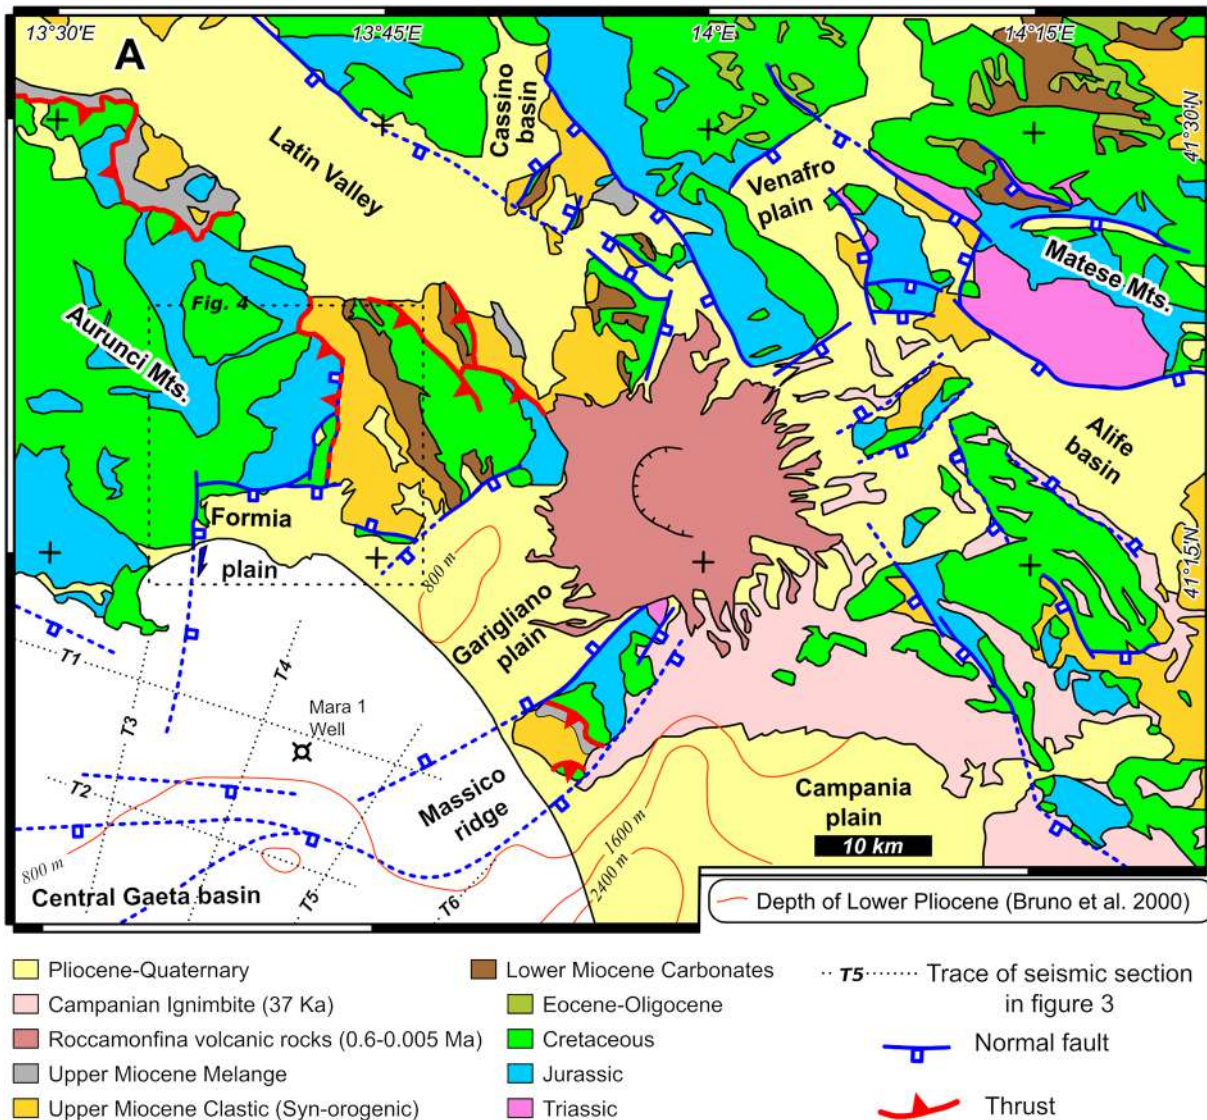 13°30'E
13°45'E
14°E
14°15'E
A
Cassino
basin
41°30'N
Latin Valley
Venafro
plain
Matese Mts.
Fig. 4
Aurunci Mts.
Alife
basin
Formia
plain
41°15'N
800 m
Garigliano
plain
T1
T4
T3
Mara 1
Well
T2
Massico
ridge
Campania
plain
1600 m
10 km
800 m
2400 m
Central Gaeta basin
T5
T6
Depth of Lower Pliocene (Bruno et al. 2000)
Pliocene-Quaternary
Campanian Ignimbite (37 Ka)
Roccamonfina volcanic rocks (0.6-0.005 Ma)
Upper Miocene Melange
Upper Miocene Clastic (Syn-orogenic)
Lower Miocene Carbonates
Eocene-Oligocene
Cretaceous
Jurassic
Triassic
T5 Trace of seismic section
in figure 3
Normal fault
Thrust